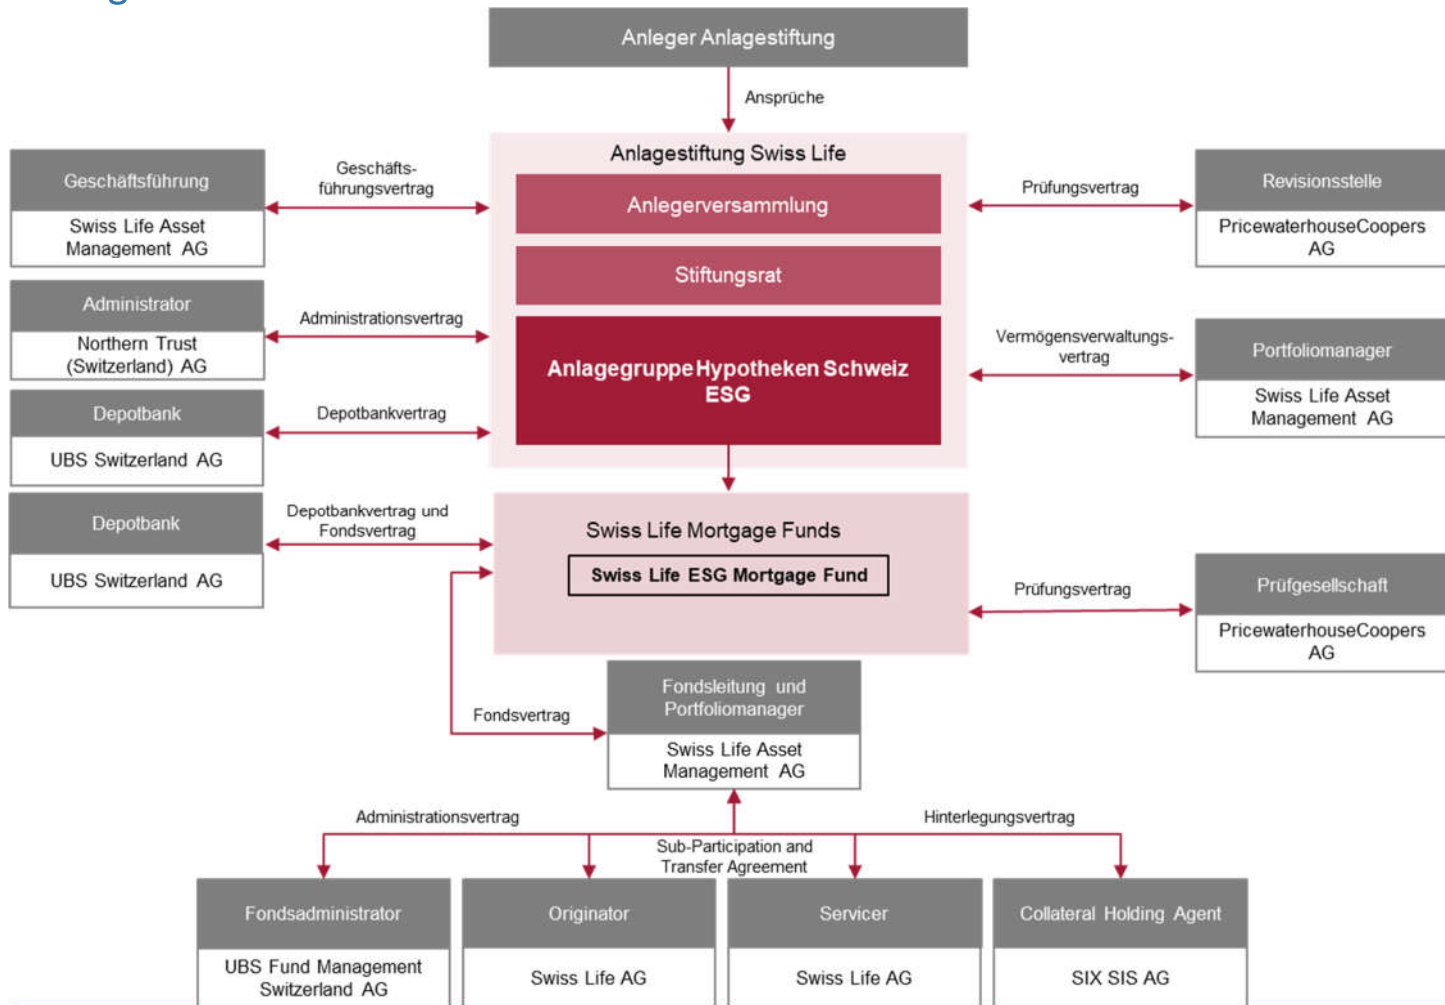 Anleger Anlagestiftung
Ansprüche
Anlagestiftung Swiss Life
Anlegerversammlung
Stiftungsrat
Anlagegruppe Hypotheken Schweiz
ESG
Geschäftsführung
Swiss Life Asset
Management AG
Geschäfts-
führungsvertrag
Administrator
Northern Trust
(Switzerland) AG
Administrationsvertrag
Depotbank
UBS Switzerland AG
Depotbankvertrag
Depotbank
UBS Switzerland AG
Depotbankvertrag und
Fondsvertrag
Prüfungsvertrag
Revisionsstelle
PricewaterhouseCoopers
AG
Vermögensverwaltungs-
vertrag
Portfoliomanager
Swiss Life Asset
Management AG
Swiss Life Mortgage Funds
Swiss Life ESG Mortgage Fund
Prüfungsvertrag
Prüfgesellschaft
PricewaterhouseCoopers
AG
Fondsvertrag
Fondsleitung und
Portfoliomanager
Swiss Life Asset
Management AG
Administrationsvertrag
Sub-Participation and
Transfer Agreement
Hinterlegungsvertrag
Fondsadministrator
UBS Fund Management
Switzerland AG
Originator
Swiss Life AG
Servicer
Swiss Life AG
Collateral Holding Agent
SIX SIS AG